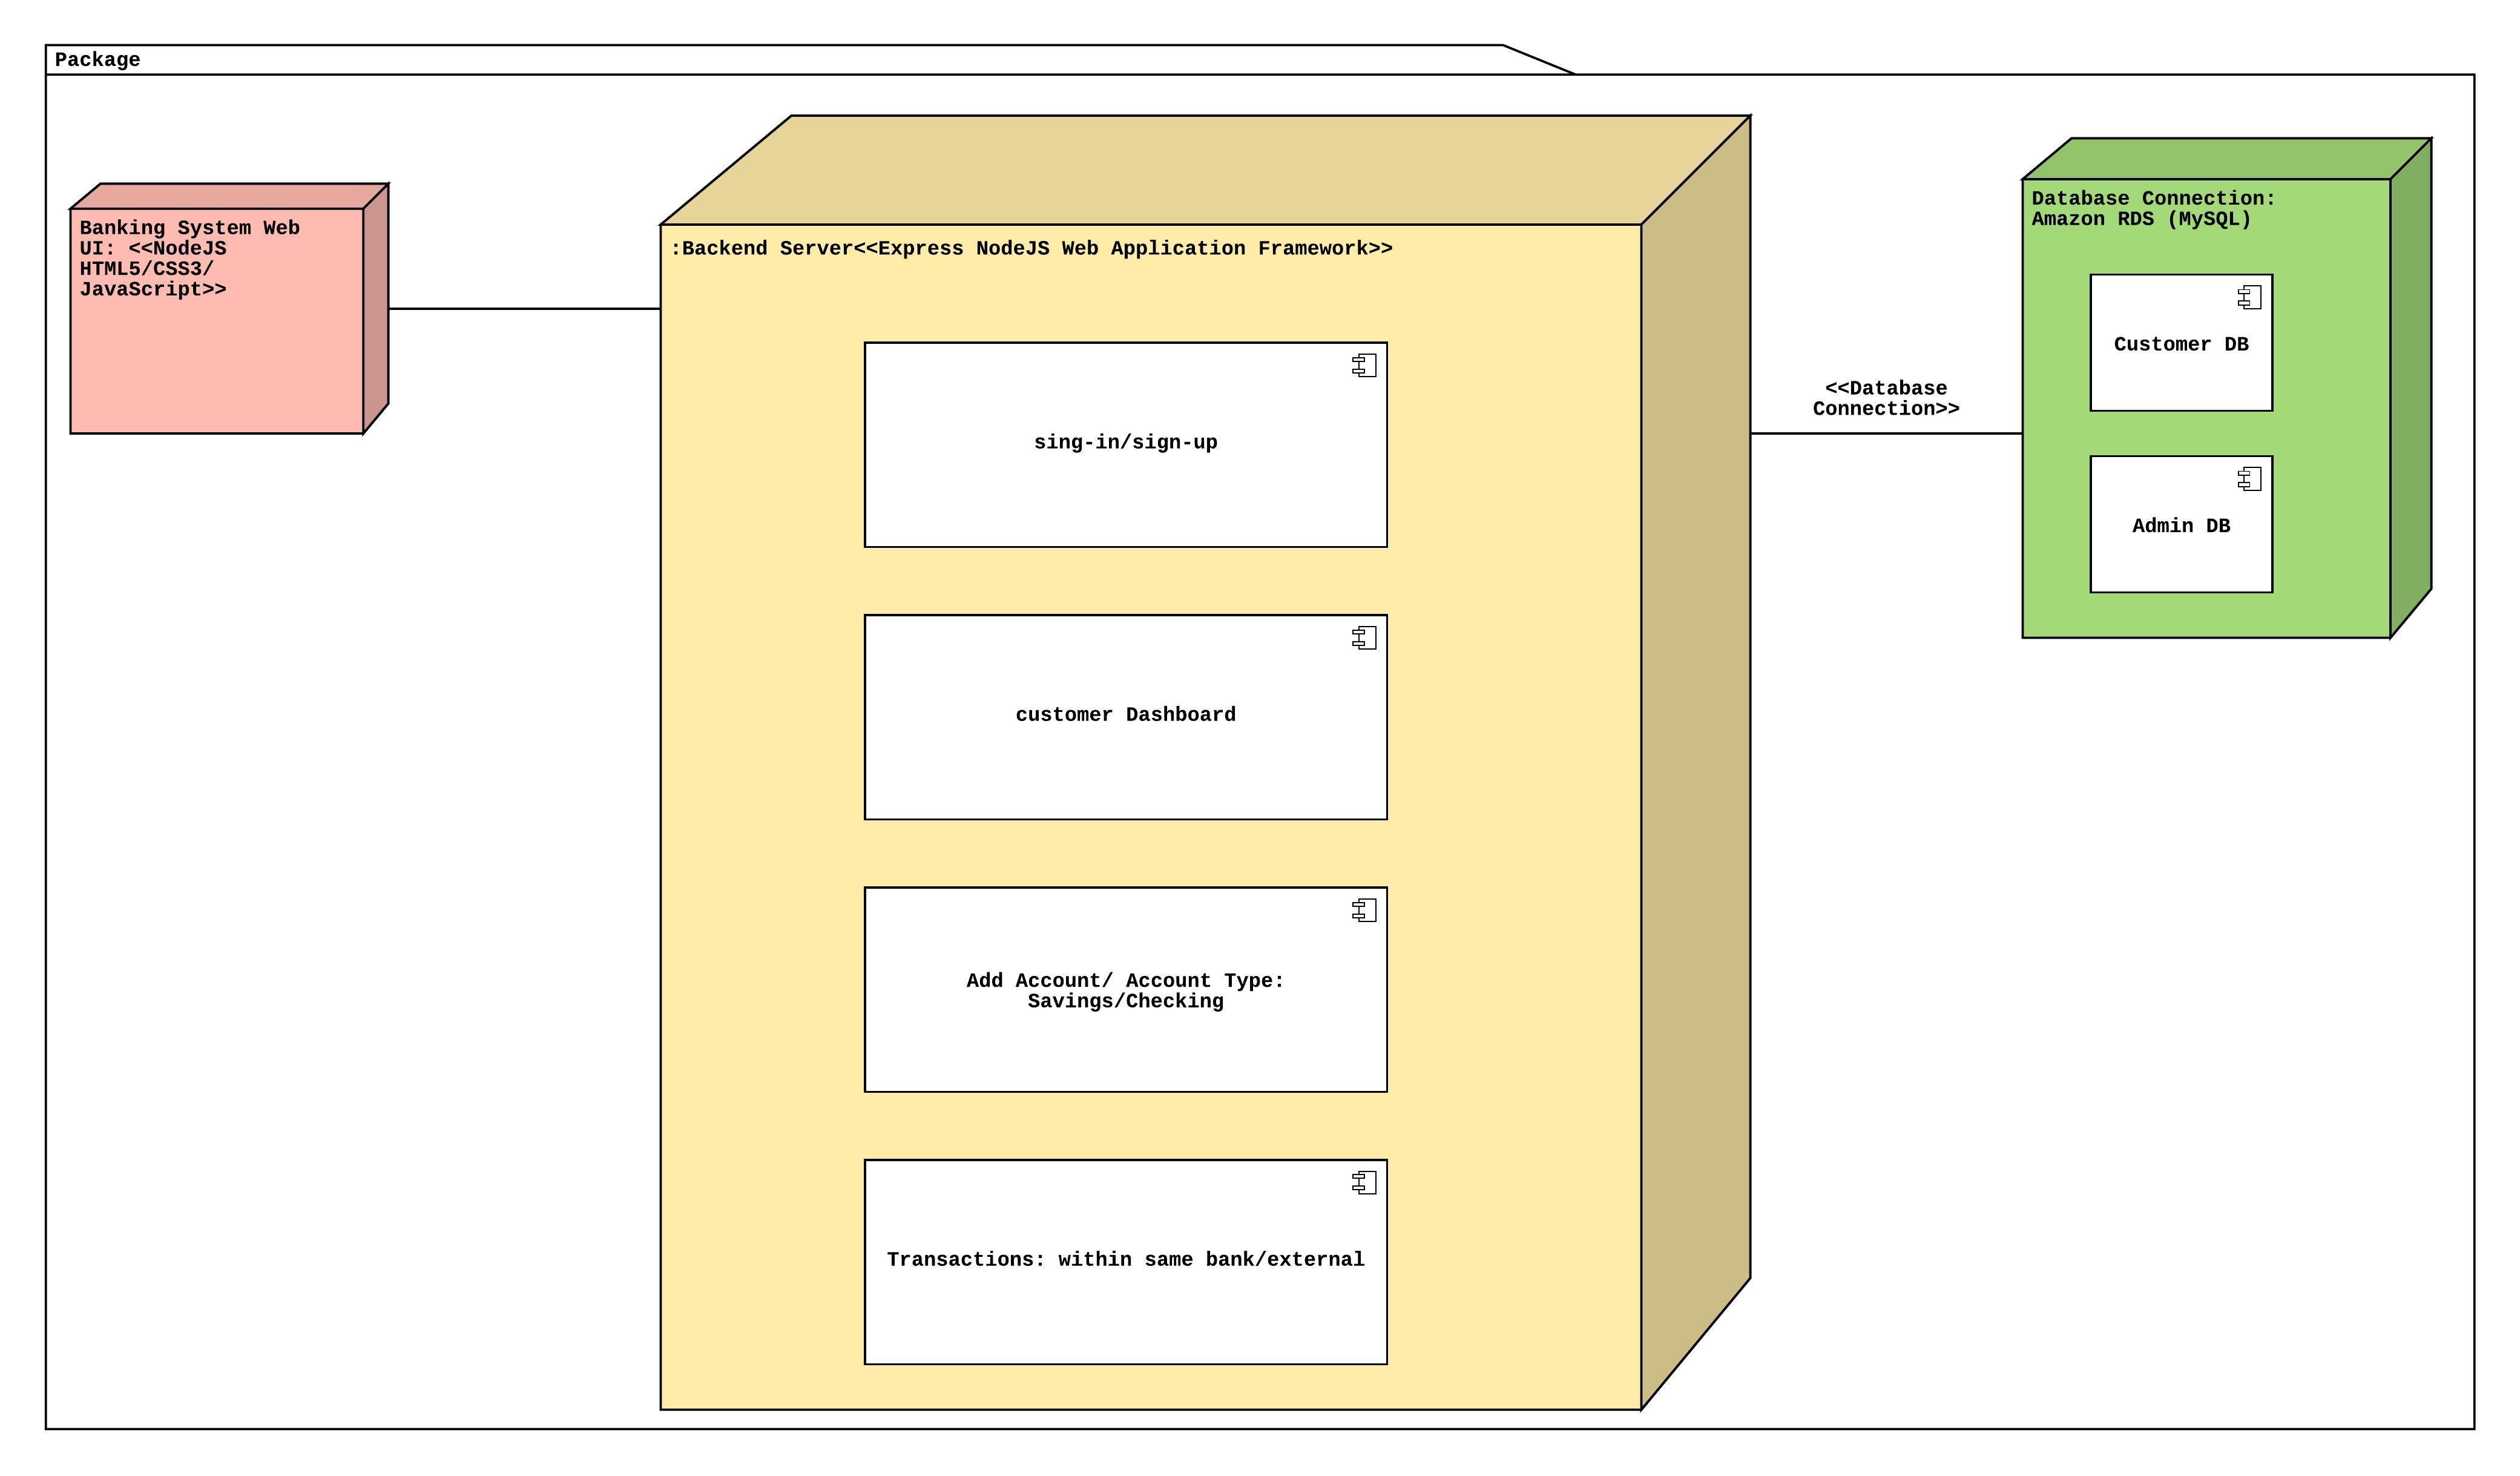 Package
Banking System Web
UI: <<NodeJS
HTML5/CSS3/
JavaScript>>
:Backend Server<<Express NodeJS Web Application Framework>>
sing-in/sign-up
customer Dashboard
Add Account/ Account Type:
Savings/Checking
Transactions: within same bank/external
<<Database
Connection>>
Database Connection:
Amazon RDS (MySQL)
Customer DB
Admin DB